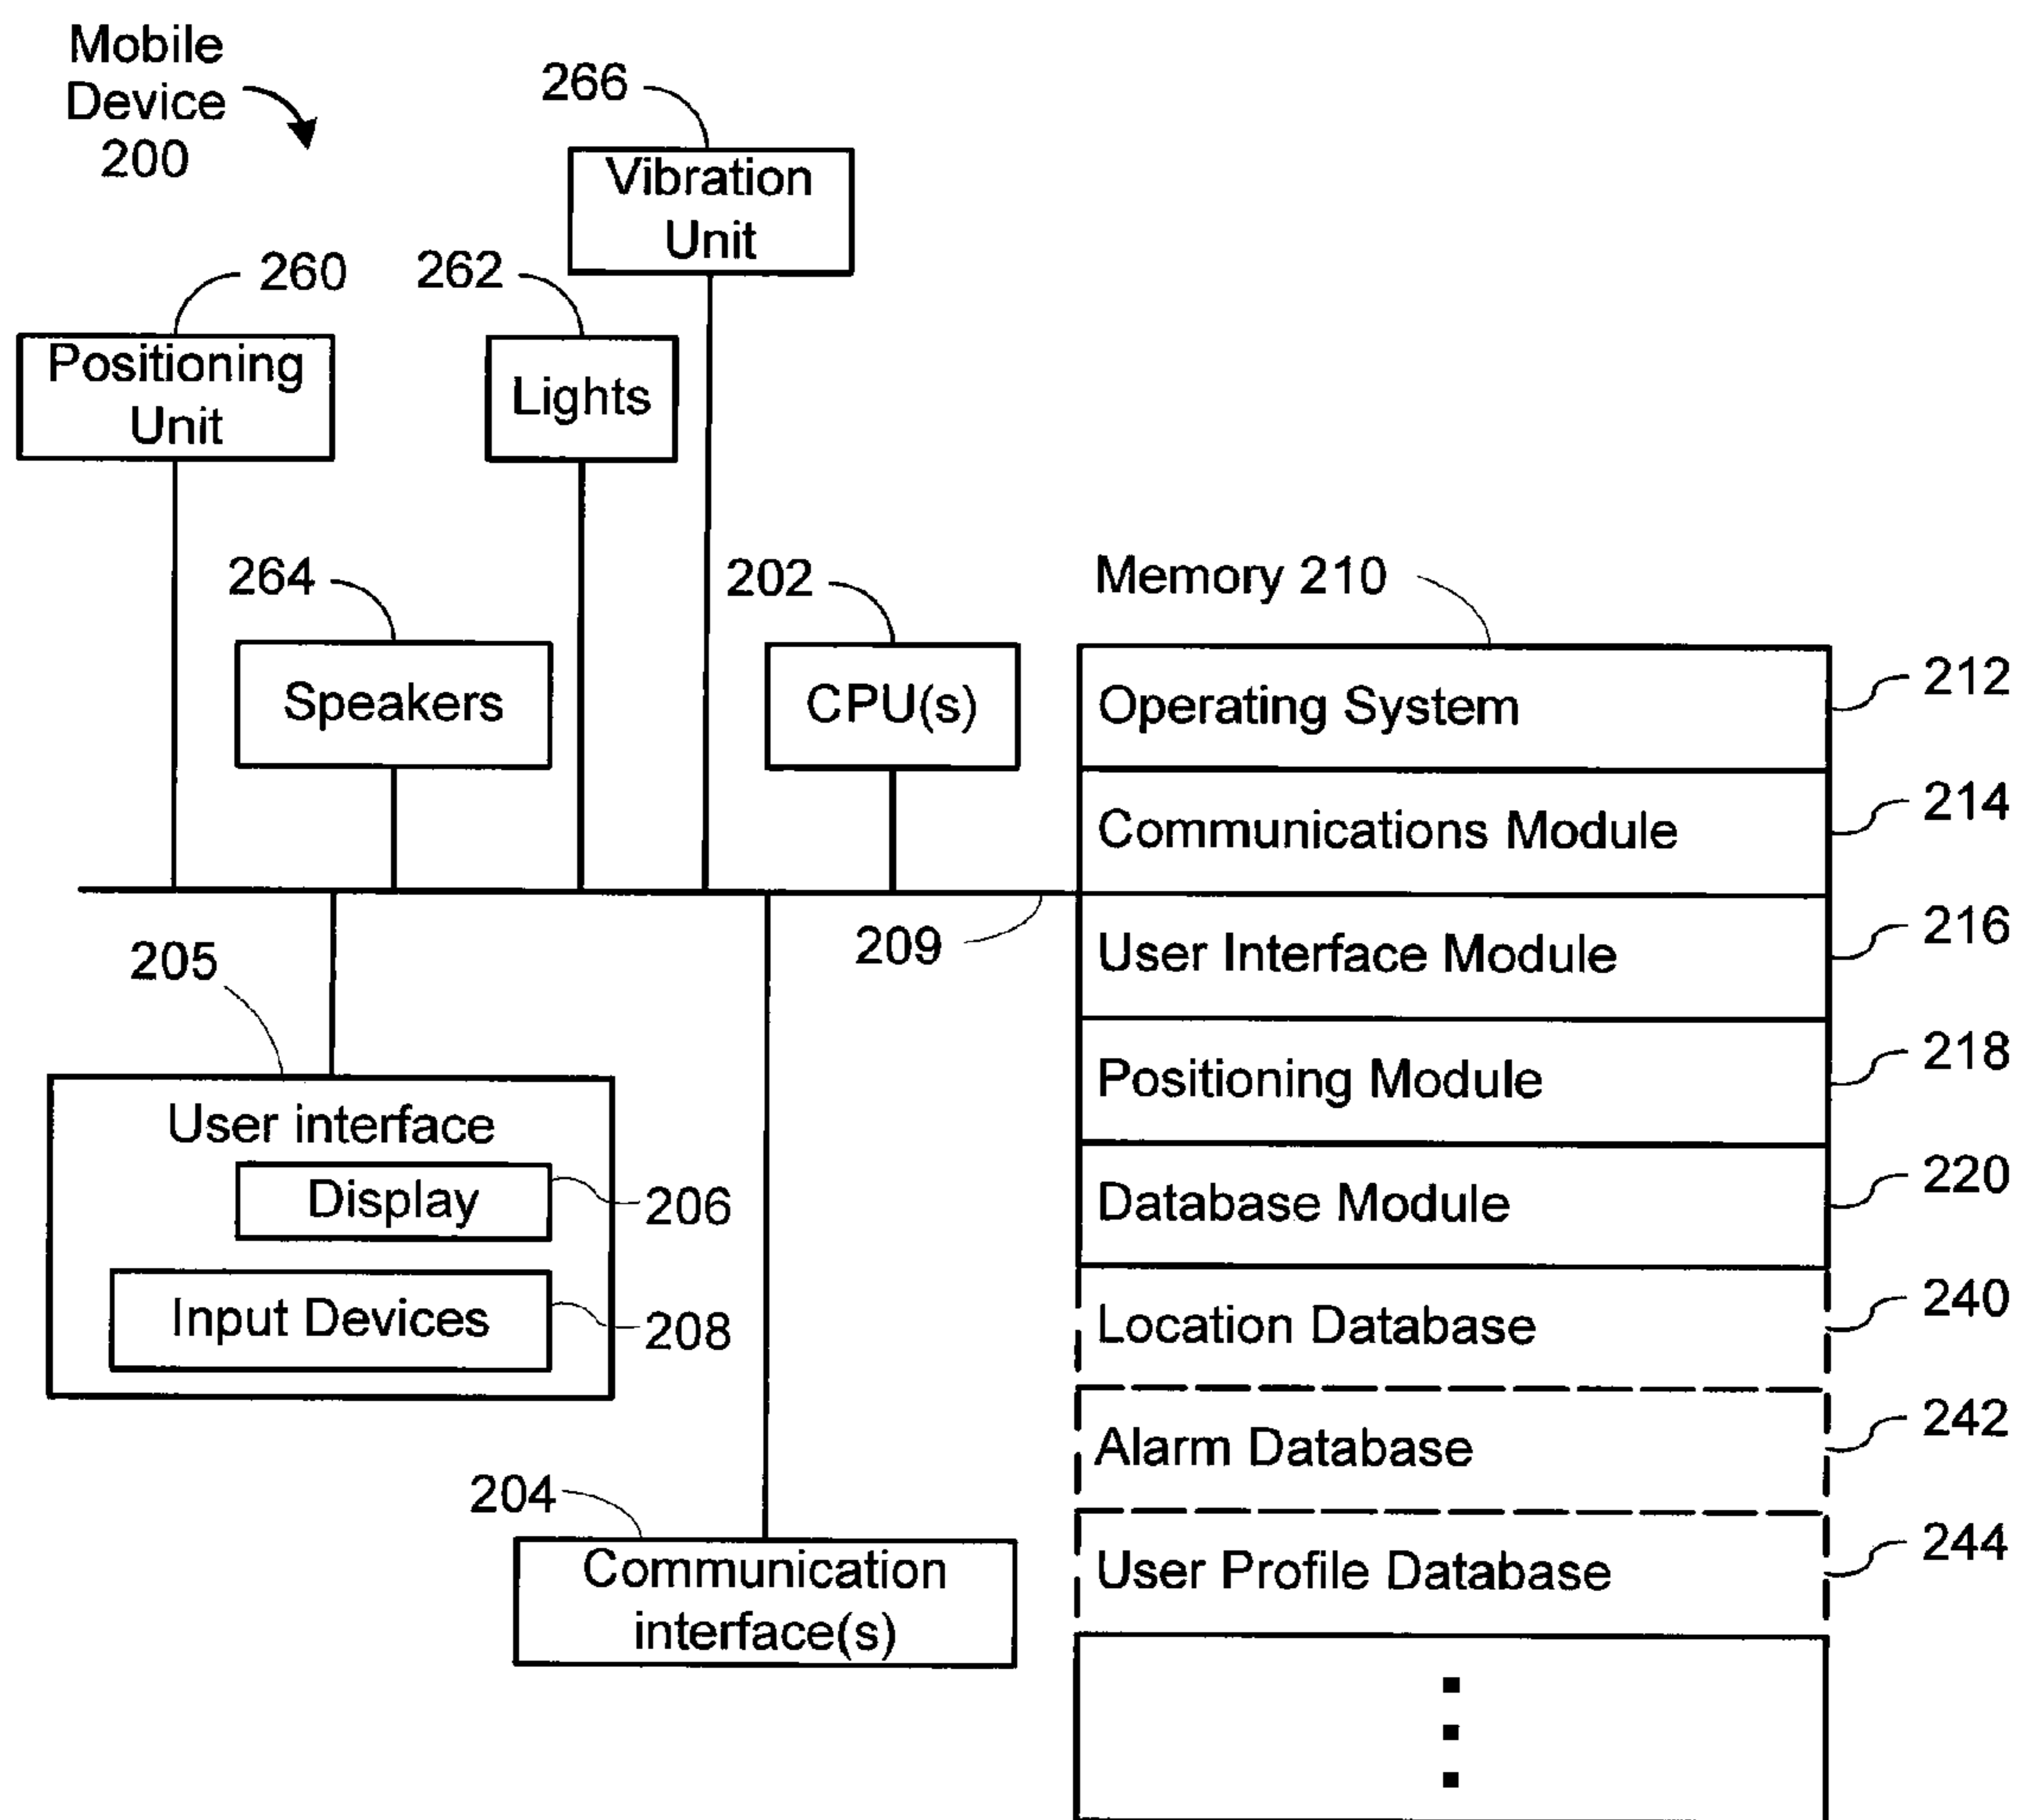 Mobile
Device
200
266
Vibration
Unit
260
262
Positioning
Unit
Lights
264
202
Memory 210
Speakers
CPU(s)
Operating System
212
Communications Module
214
209
User Interface Module
216
205
Positioning Module
218
User interface
Display
206
Database Module
220
Input Devices
208
Location Database
240
Alarm Database
242
204
Communication
interface(s)
User Profile Database
244